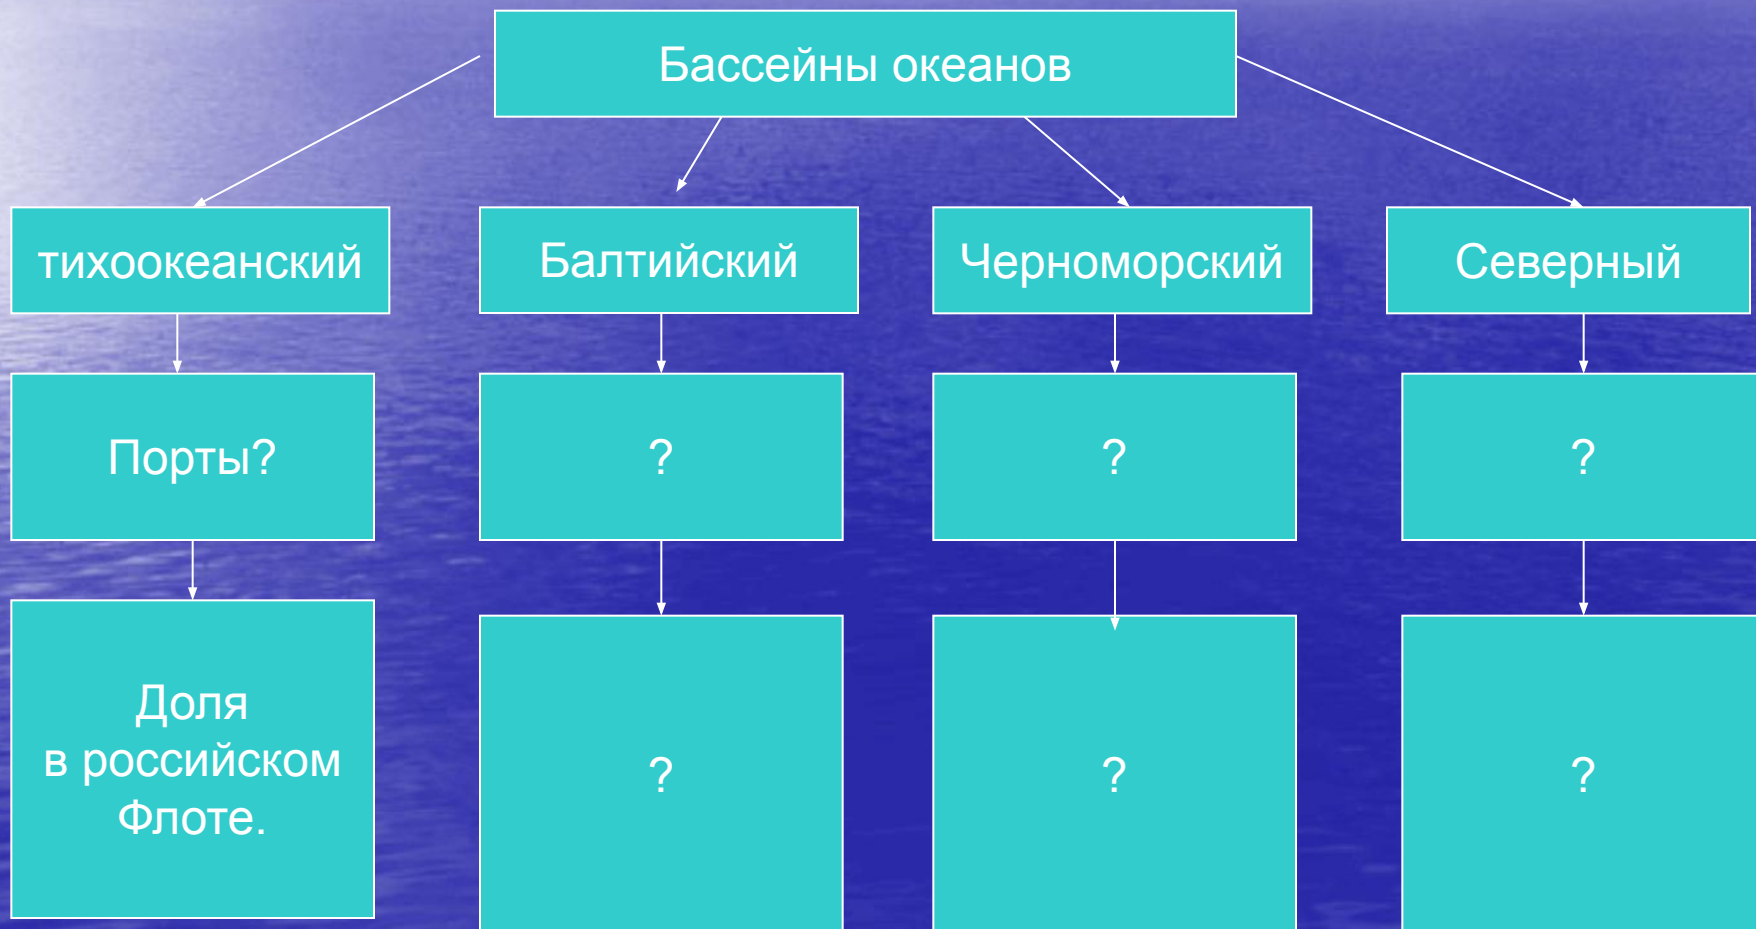 Бассейны океанов
тихоокеанский
Балтийский
Черноморский
Северный
Порты?
?
?
?
Доля
в российском
Флоте.
?
?
?